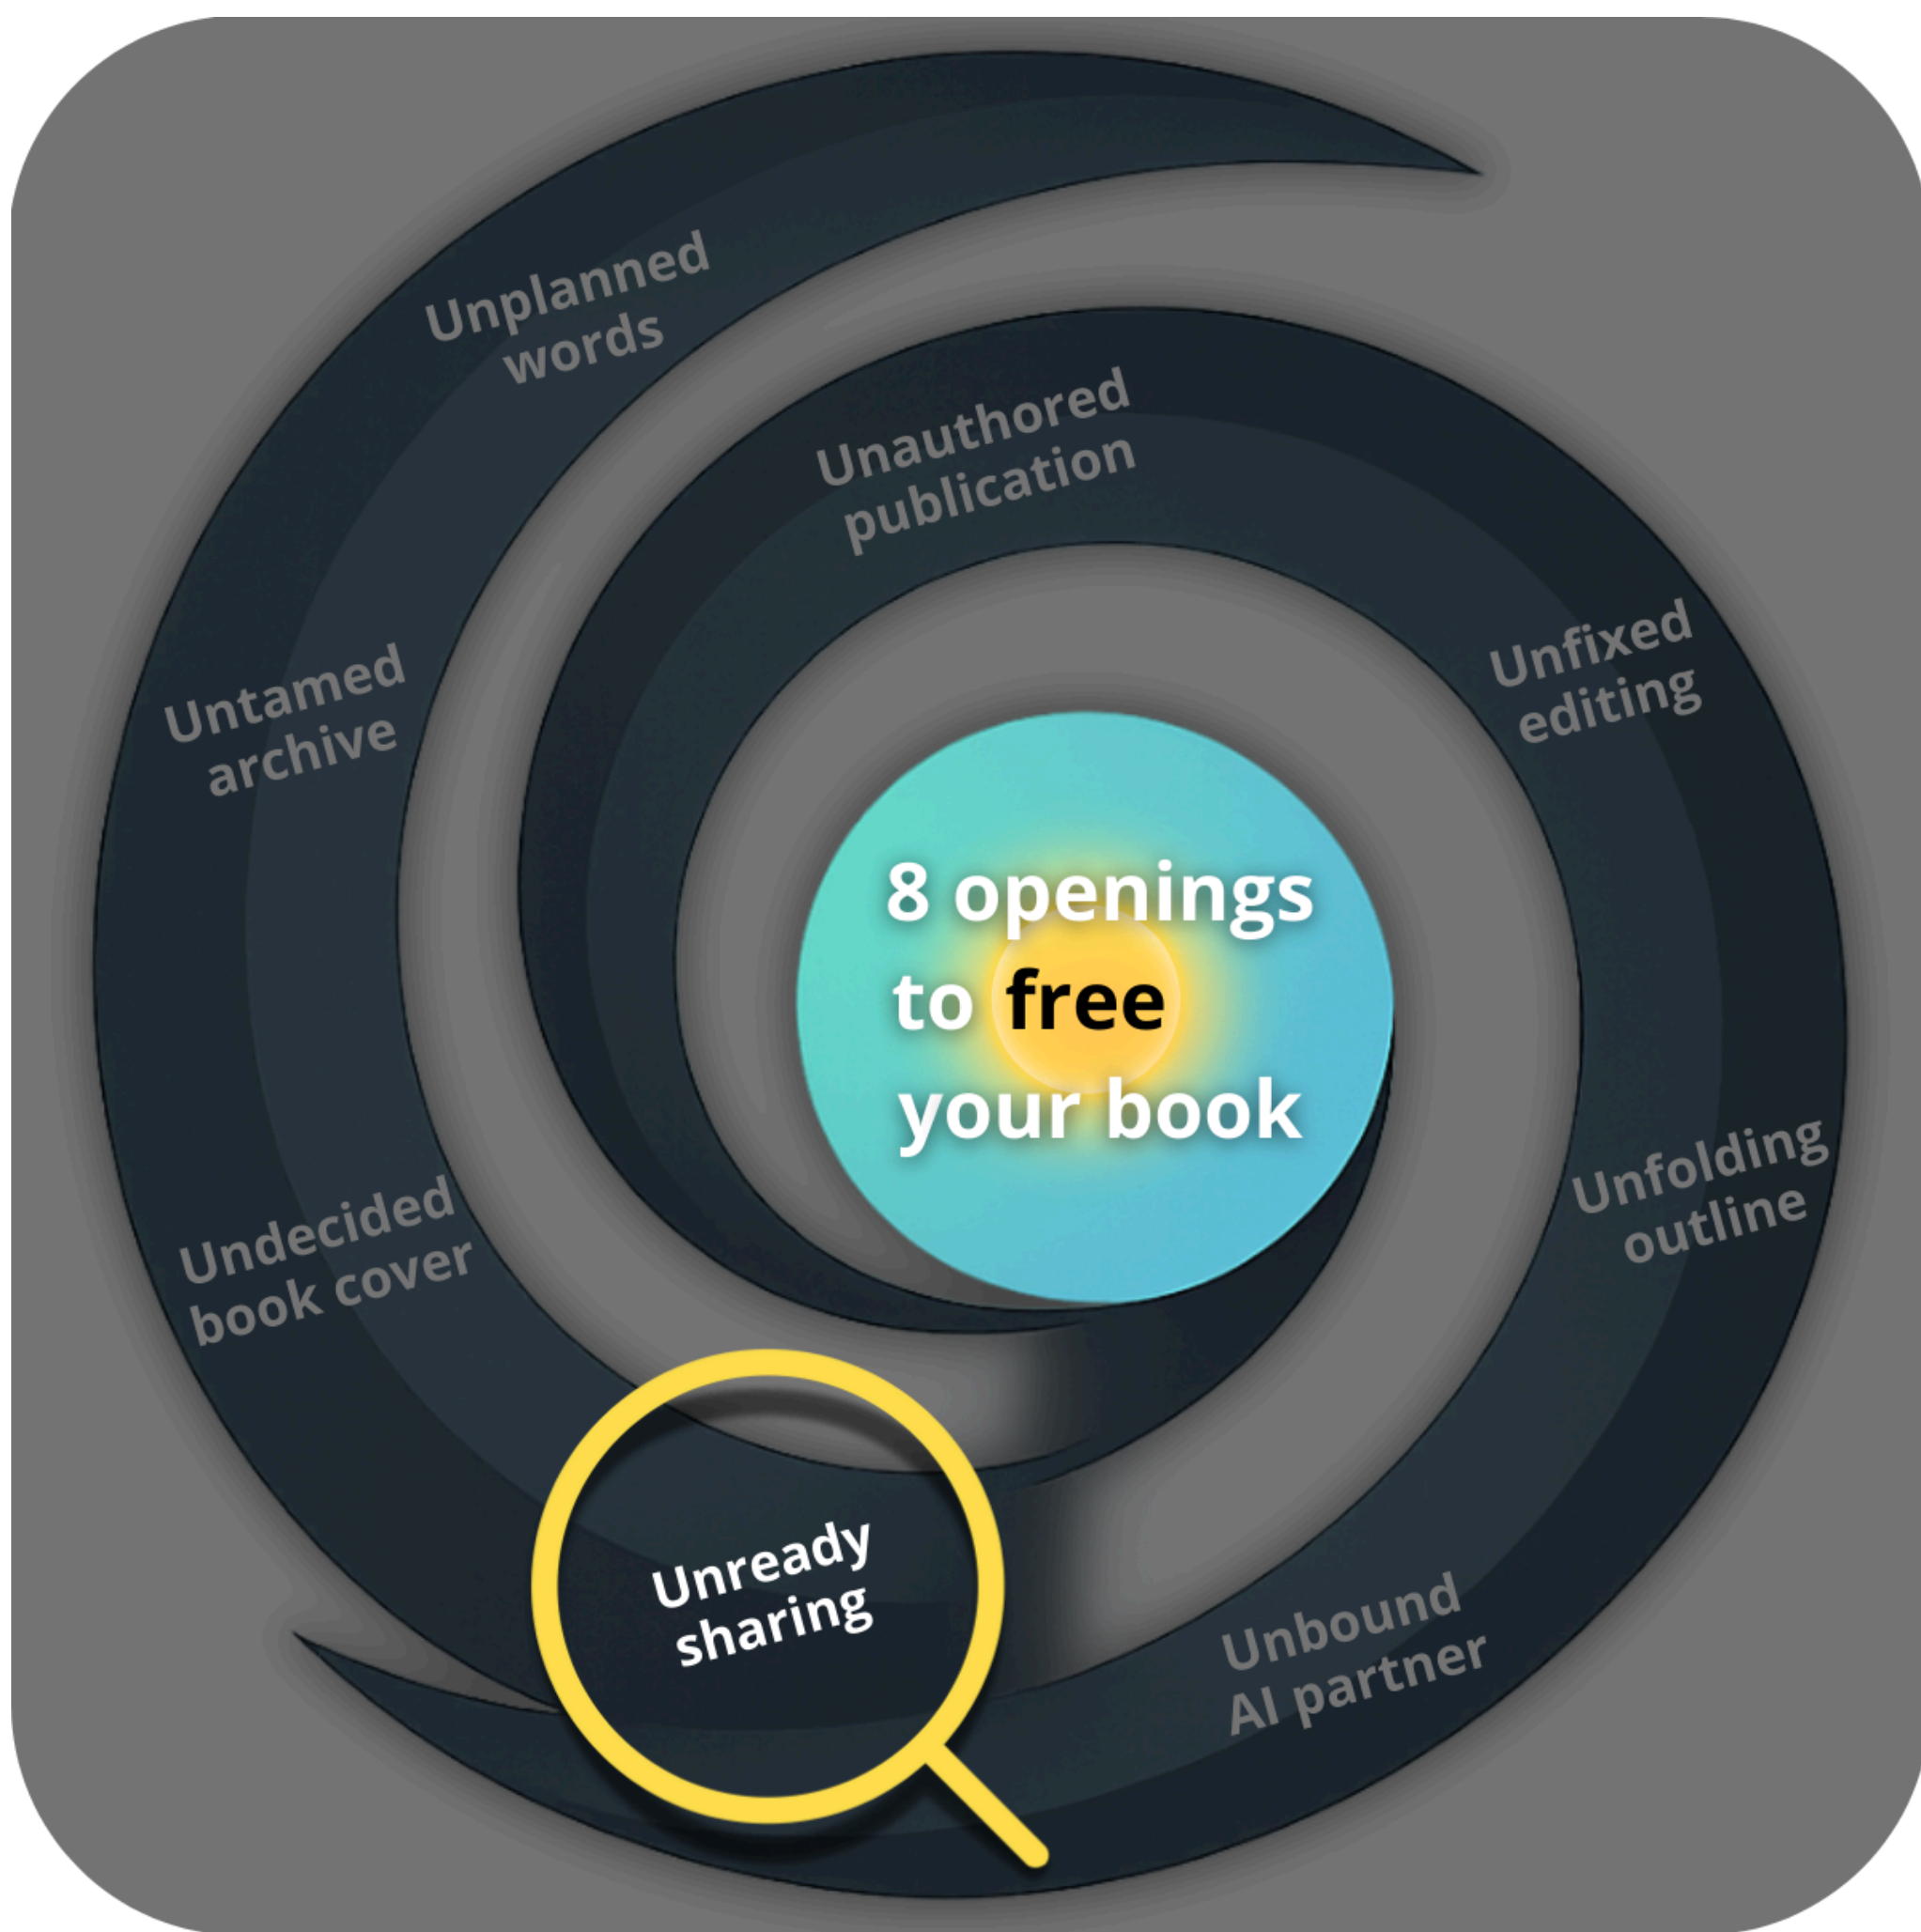 Unplanned
words
Unauthored
publication
Unfixed
editing
Untamed
archive
8 openings
to free
your book
Unfolding
outline
Undecided
book cover
Unready
sharing
Unbound
AI partner